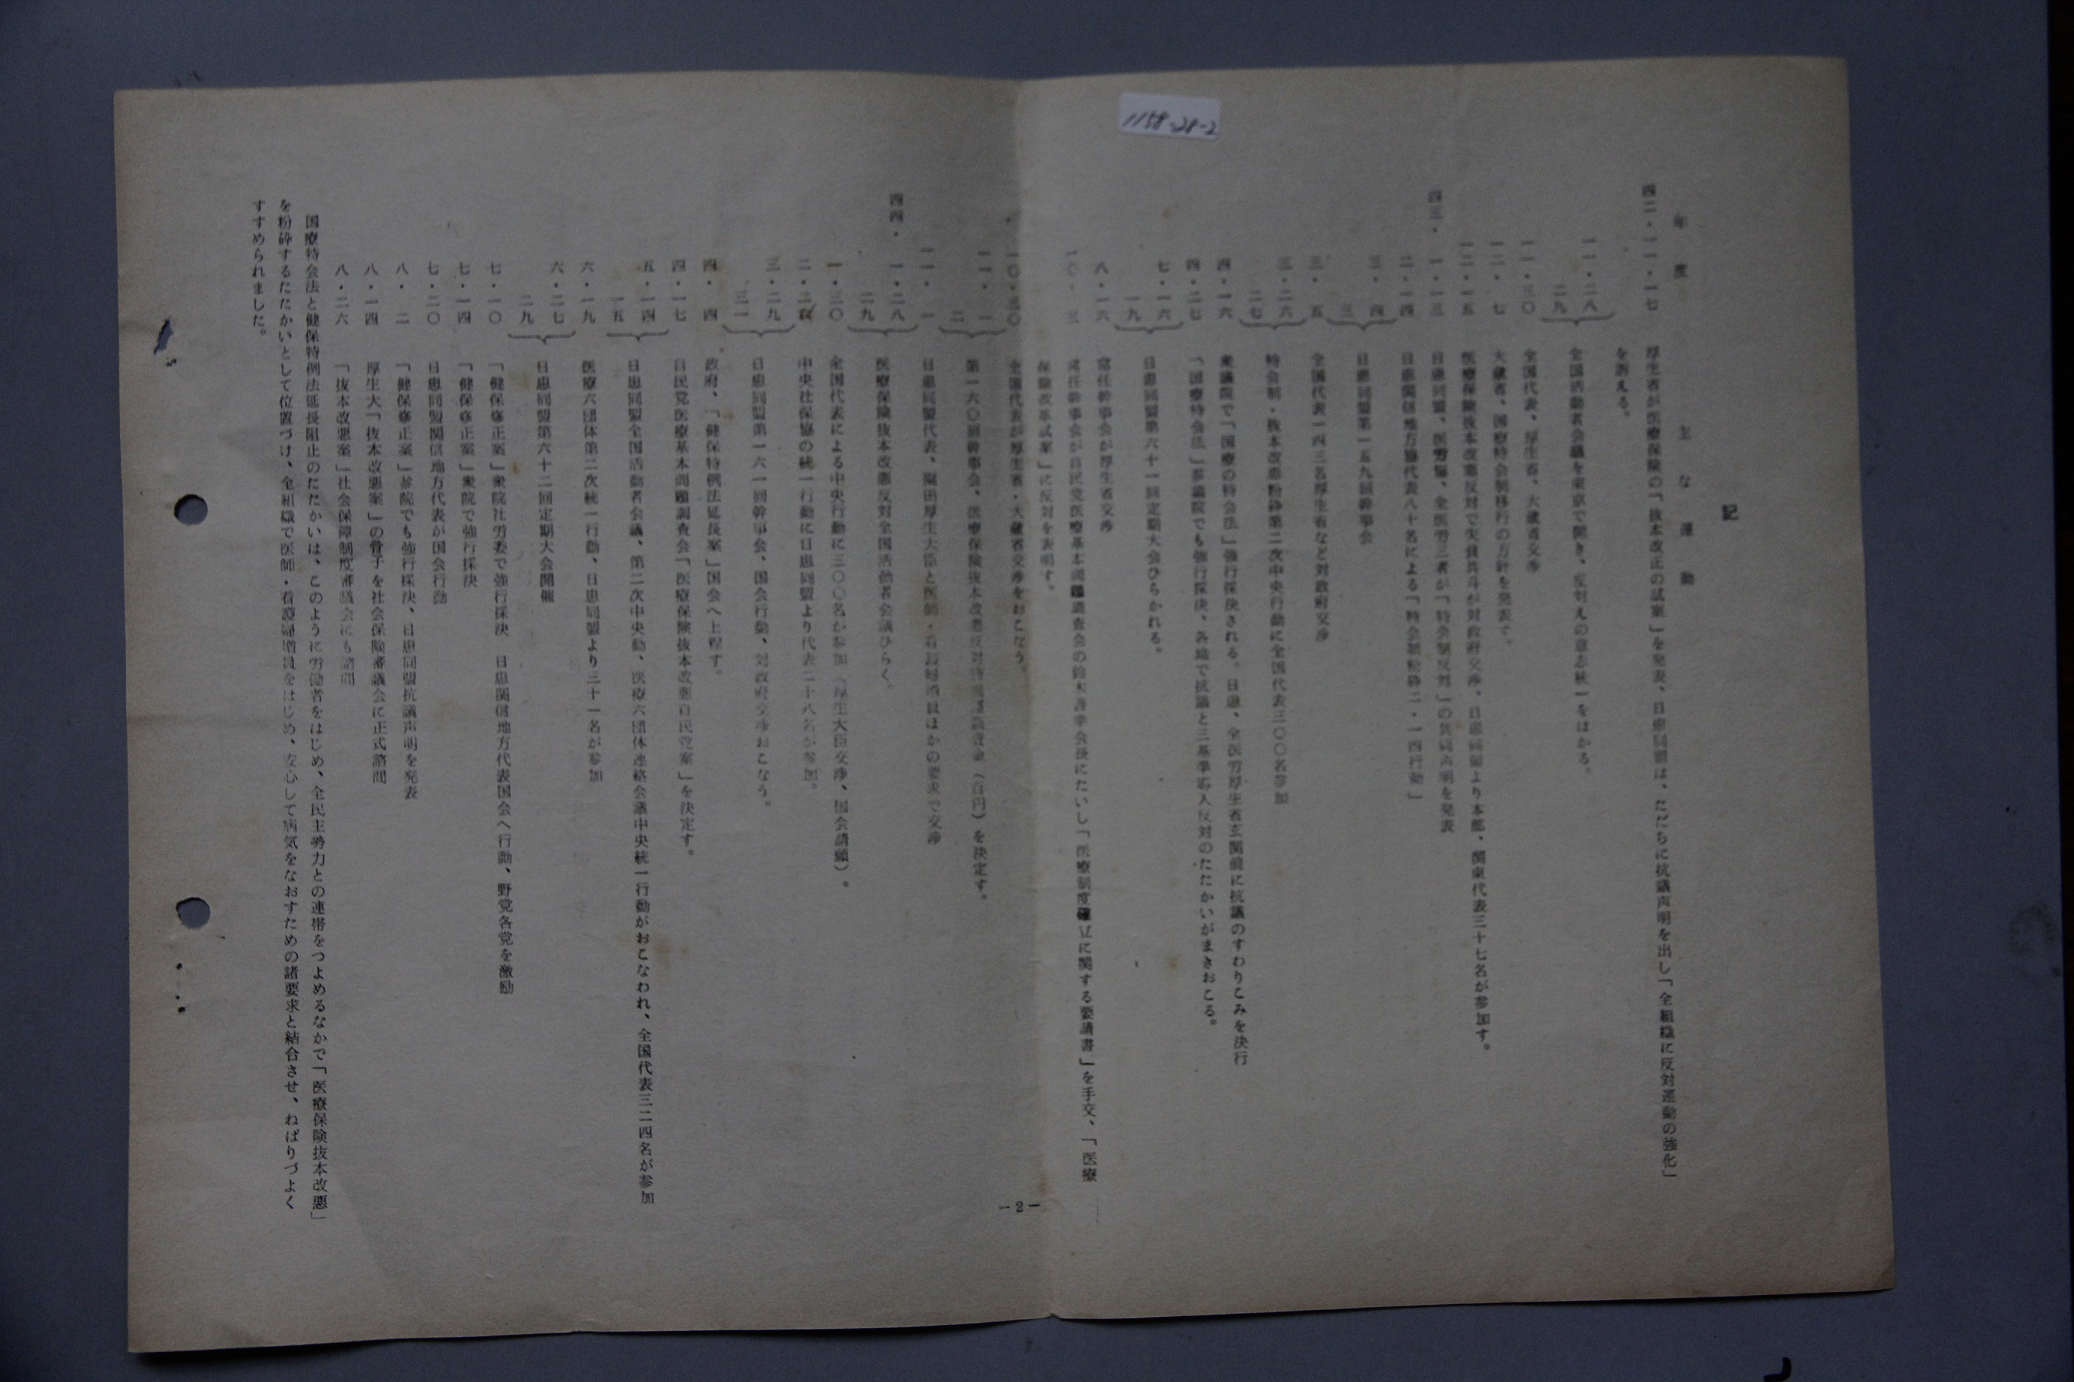 1158-28-2
記
年度　主な運動
四二・一一・一七　厚生省が医療保険の「抜本改正の試案」を発表、日患同盟は、ただちに抗議声明を出し「全組織に反対運動の強化」
を訴える。
一一・二八
二九　全国活動者会議を東京で開き、反対えの意志統一をはかる。
一一・三〇　全国代表、厚生省、大蔵省交渉
一二・七　大蔵省、国療特会制移行の方針を発表す。
一二・一五　医療保険抜本改悪反対で失食共斗が対政府交渉、日患同盟より本部、関東代表三十七名が参加す。
四三・一・一三　日患同盟、医労協、全医労三者が「特会制反対」の共同声明を発表
二・一四　日患関信地方協代表八十名による「特会制粉砕二・一四行動」
三・四
三　日患同盟第一五九回幹事会
三・五　全国代表一四三名厚生省など対政府交渉
三・二六
二七　特会制・抜本改悪粉砕第二次中央行動に全国代表三〇〇名参加
四・一六　衆議院で「国療の特会法」強行採決される。日患、全医労厚生省玄関前に抗議のすわりこみを決行
四・二七　「国療特会法」参議院でも強行採決、各地で抗議と三基準導入反対のたたかいがまきおこる。
七・一六
一九　日患同盟第六十一回定期大会ひらかれる。
八・一六　常任幹事会が厚生省交渉
一〇・三　常任幹事会が自民党医療基本問題調査会の鈴木善幸会長にたいし「医療制度確立に関する要請書」を手交、「医療
保険改革試案」に反対を表明す。
一〇・三〇　全国代表が厚生省・大蔵省交渉をおこなう。
一一・一
二　第一六〇回幹事会、医療保険抜本改悪反対
（百円）を決定す。
一一・一　日患同盟代表、園田厚生大臣と医師・看護婦増員ほかの要求で交渉
四四・一・二八
二九　医療保険抜本改悪反対全国活動者会議ひらく。
一・三〇　全国代表による中央行動に三〇〇名が参加（厚生大臣交渉、国会請願）。
中央社保協の統一行動に日患同盟より代表二十八名が参加。
三・二九
三一　日患同盟第一六一回幹事会、国会行動、対政府交渉おこなう。
四・四　政府、「健保特例法延長案」国会へ上程す。
四・一七　自民党医療基本問題調査会「医療保険抜本改悪自民党案」を決定す。
五・一四
一五　日患同盟全国活動者会議、第二次中央動、医療六団体連絡会議中央統一行動がおこなわれ、全国代表三二四名が参加
六・一九　医療六団体第二次統一行動、日患同盟より三十一名が参加
六・二七
二九　日患同盟第六十二回定期大会開催
七・一〇　「健保修正案」衆院社労委で強行採決　日患関信地方代表国会へ行動、野党各党を激励
七・一四　「健保修正案」衆院で強行採決
七・二〇　日患同盟関信地方代表が国会行動
八・二　「健保修正案」参院でも強行採決、日患同盟抗議声明を発表
八・一四　厚生大「抜本改悪案」の骨子を社会保険審議会に正式諮問
八・二六　「抜本改悪案」社会保障制度審議会にも諮問
国療特会法と健保特例法延長阻止のたたかいは、このように労働者をはじめ、全民主勢力との連帯をつよめるなかで「医療保険抜本改悪」
を粉砕するたたかいとして位置づけ、全組織で医師・看護婦増員をはじめ、安心して病気をなおすための諸要求と結合させ、ねばりづよく
すすめられました。
－2－